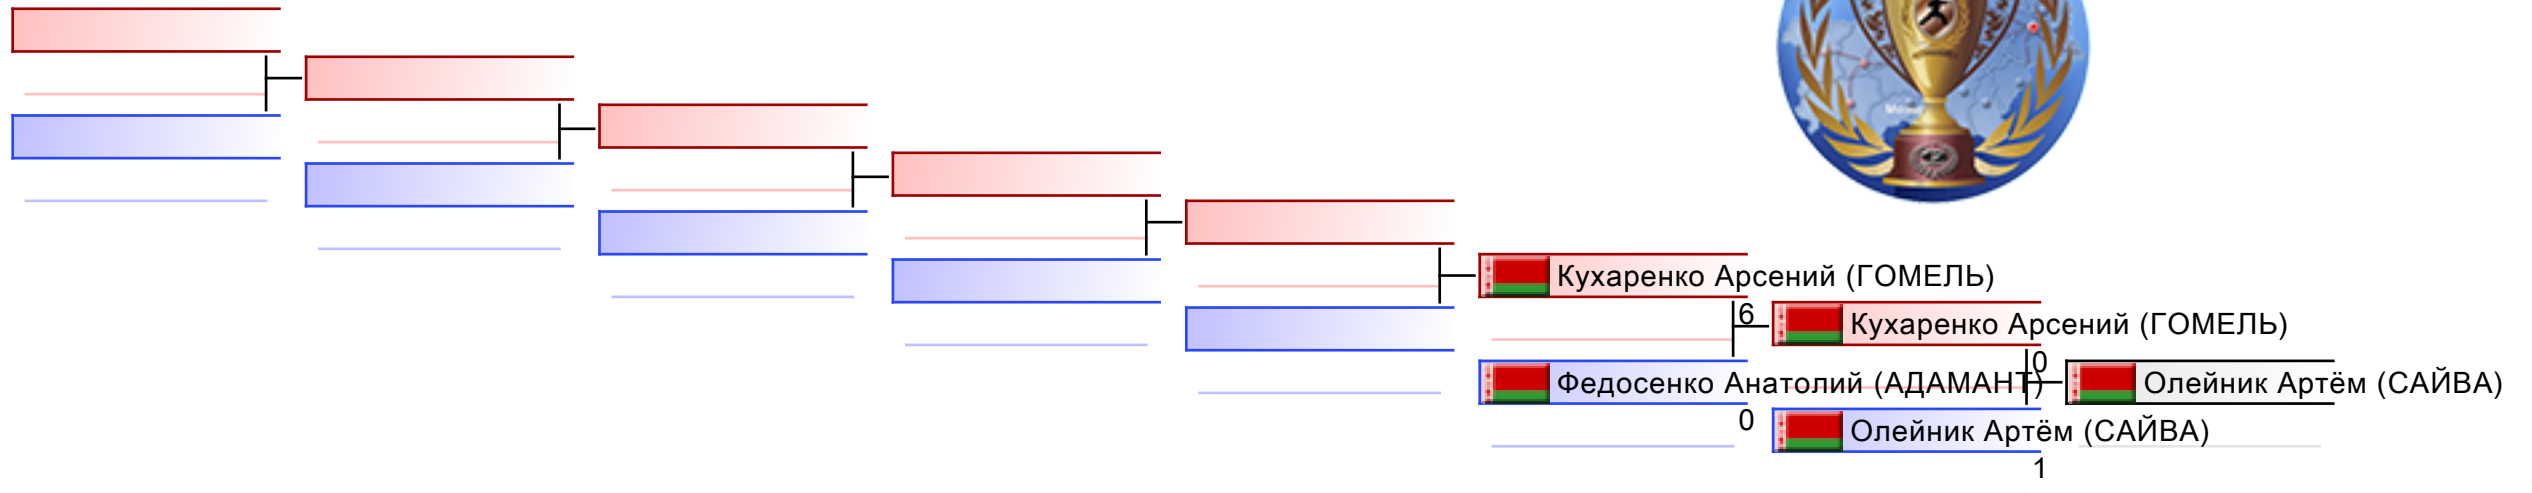 Кухаренко Арсений (ГОМЕЛЬ)
6
Кухаренко Арсений (ГОМЕЛЬ)
0
Федосенко Анатолий (АДАМАНТ)
Олейник Артём (САЙВА)
0
Олейник Артём (САЙВА)
1